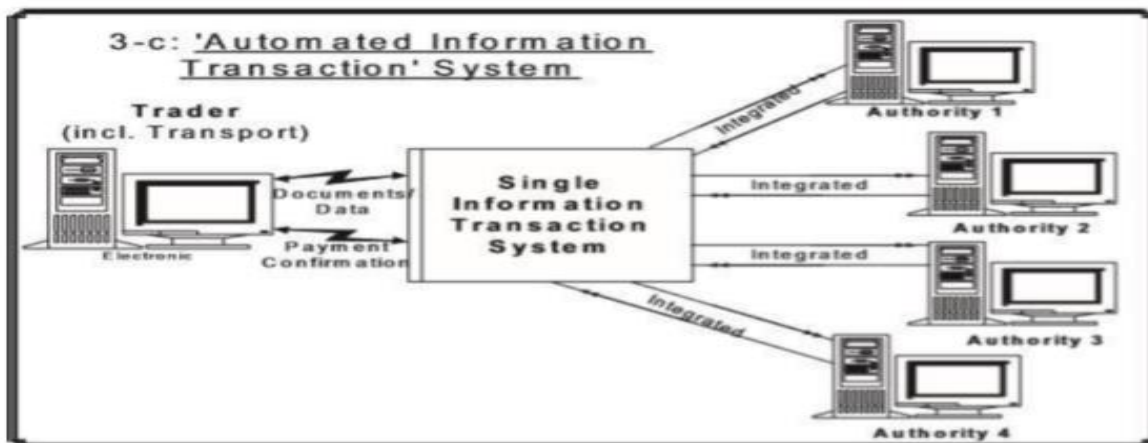 3-c: 'Automated Information
Transaction' System
Trader
(incl. Transport)
Electronic
Documents/
Data
Payment
Confirmation
Single
Information
Transaction
System
Integrated
Authority 1
Integrated
Authority 2
Integrated
Authority 3
Integrated
Authority 4